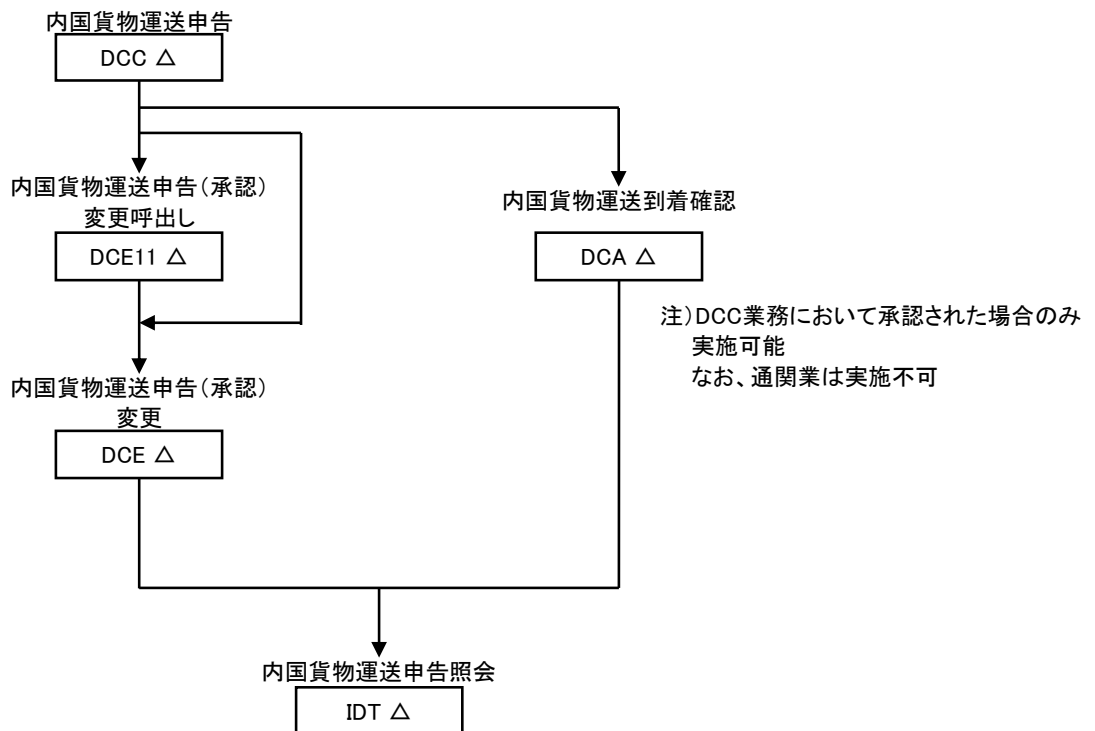 内国貨物運送申告
DCC △
内国貨物運送申告（承認）
変更呼出し
DCE11 △
内国貨物運送到着確認
DCA △
注）DCC業務において承認された場合のみ
実施可能
なお、通関業は実施不可
内国貨物運送申告（承認）
変更
DCE △
内国貨物運送申告照会
IDT △